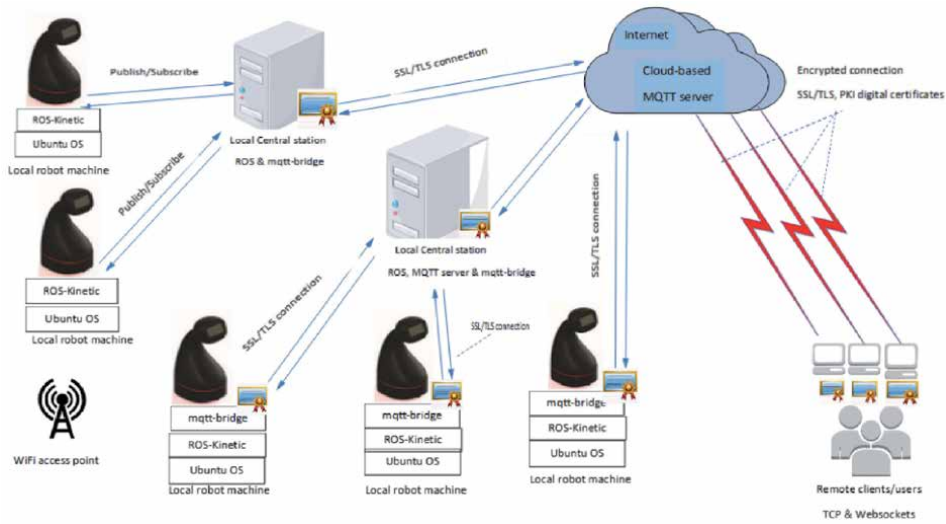 Internet
Cloud-based
MQTT server
Publish/Subscribe
SSL/TLS connection
Encrypted connection
SSL/TLS, PKI digital certificates
ROS-Kinetic
Ubuntu OS
Local robot machine
Local Central station
ROS & mqtt-bridge
Publish/Subscribe
SSL/TLS connection
Local Central station
ROS, MQTT server & mqtt-bridge
ROS-Kinetic
Ubuntu OS
Local robot machine
SSL/TLS connection
SSL/TLS connection
WiFi access point
mqtt-bridge
ROS-Kinetic
Ubuntu OS
Local robot machine
mqtt-bridge
ROS-Kinetic
Ubuntu OS
Local robot machine
mqtt-bridge
ROS-Kinetic
Ubuntu OS
Local robot machine
Remote clients/users
TCP & Websockets